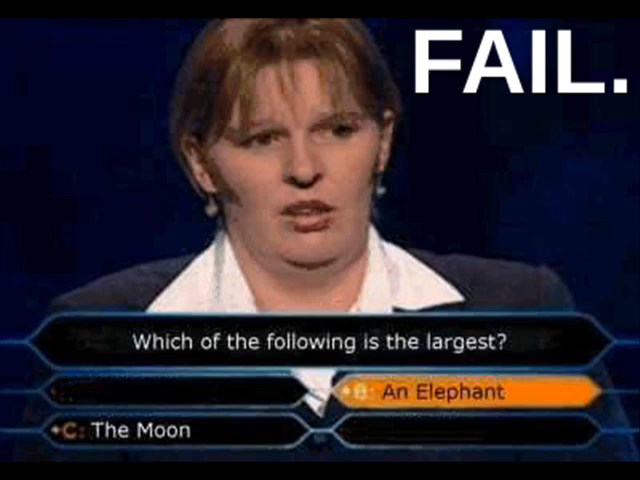 FAIL.
Which of the following is the largest?
B: An Elephant
C: The Moon